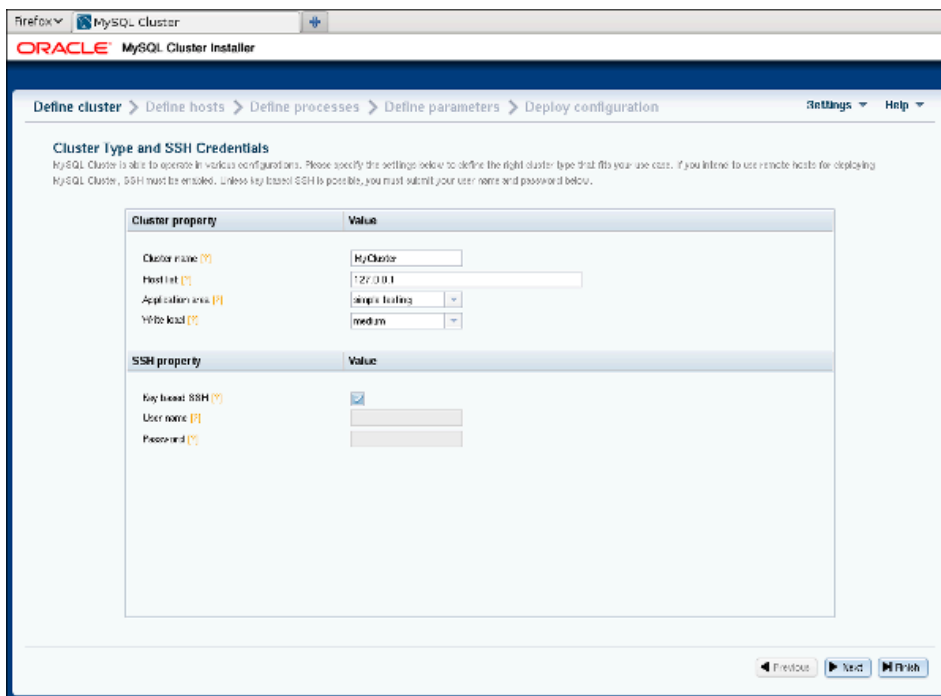 Firefox
MySQL Cluster
ORACLE MySQL Cluster Installer
Define cluster > Define hosts > Define processes > Define parameters > Deploy configuration
Settings Help
Cluster Type and SSH Credentials
MySQL Cluster is able to operate in various configurations. Please specify the settings below to define the right cluster type that fits your use case. If you intend to use remote hosts for deploying
MySQL Cluster, SSH must be enabled. Unless key based SSH is possible, you must submit your user name and password below.
Cluster property Value
Cluster name [?] MyCluster
Host list [?] 127.0.0.1
Application area [?] simple testing
Write load [?] medium
SSH property Value
Key based SSH [?]
User name [?]
Password [?]
Previous Next Finish